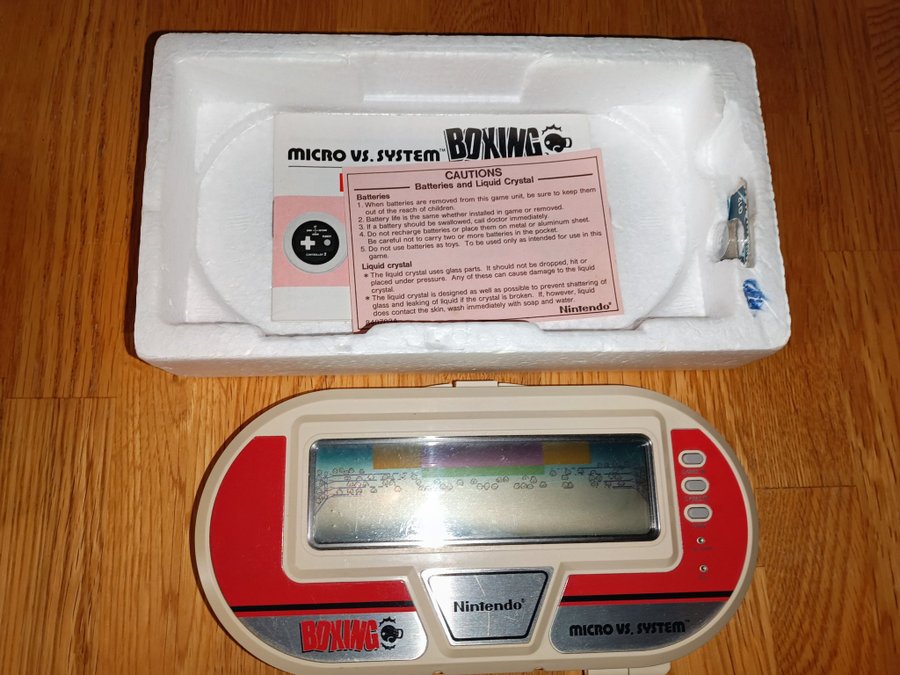 MICRO VS. SYSTEM™ BOXING
CAUTIONS
Batteries and Liquid Crystal
Batteries
1. When batteries are removed from this game unit, be sure to keep them
out of the reach of children.
2. Battery life is the same whether installed in game or removed.
3. If a battery should be swallowed, call doctor immediately.
4. Do not recharge batteries or place them on metal or aluminum sheet.
Be careful not to carry two or more batteries in the pocket.
5. Do not use batteries as toys. To be used only as intended for use in this
game.
Liquid crystal
* The liquid crystal uses glass parts. It should not be dropped, hit or
placed under pressure. Any of these can cause damage to the liquid
crystal.
* The liquid crystal is designed as well as possible to prevent shattering of
glass and leaking of liquid if the crystal is broken. If, however, liquid
does contact the skin, wash immediately with soap and water.
Nintendo®
CONTROLLER 2
Nintendo®
BOXING
MICRO VS. SYSTEM™